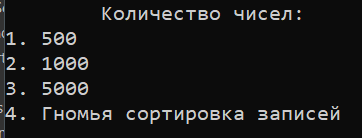 Количество чисел:
1. 500
2. 1000
3. 5000
4. Гномья сортировка записей